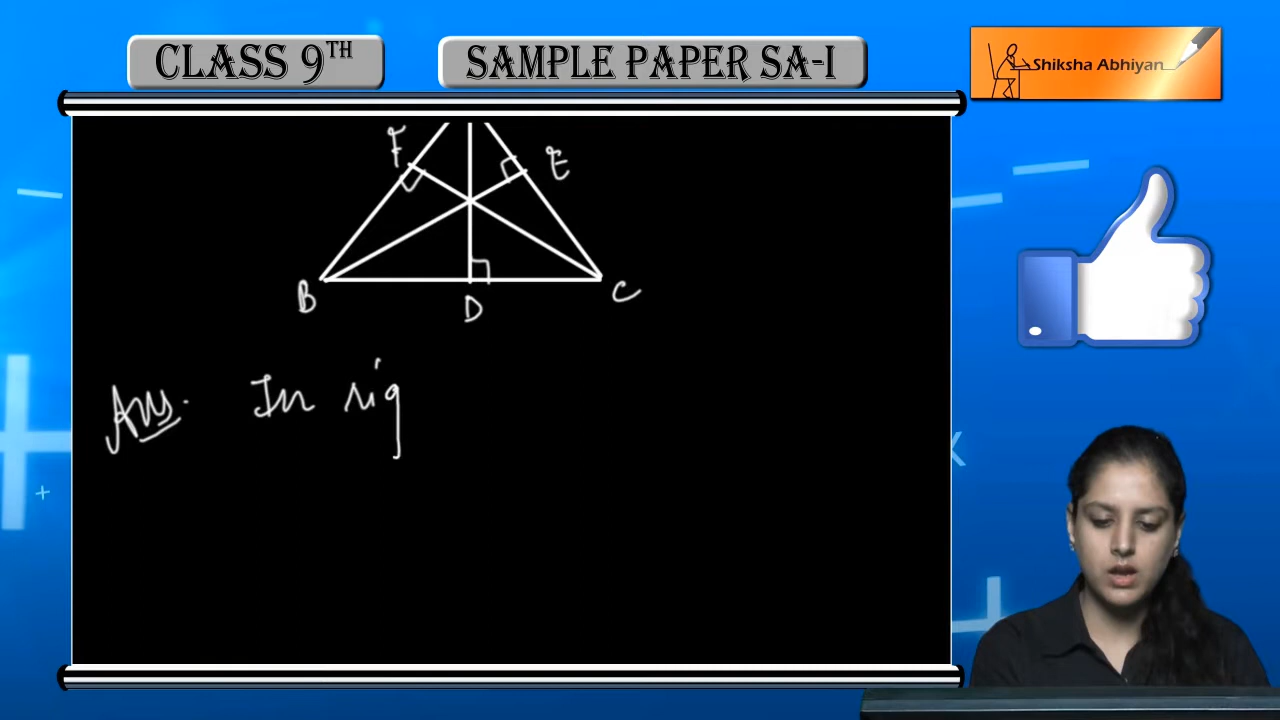 CLASS 9TH
SAMPLE PAPER SA-I
Shiksha Abhiyan
F
E
B
D
C
Ans. In rig